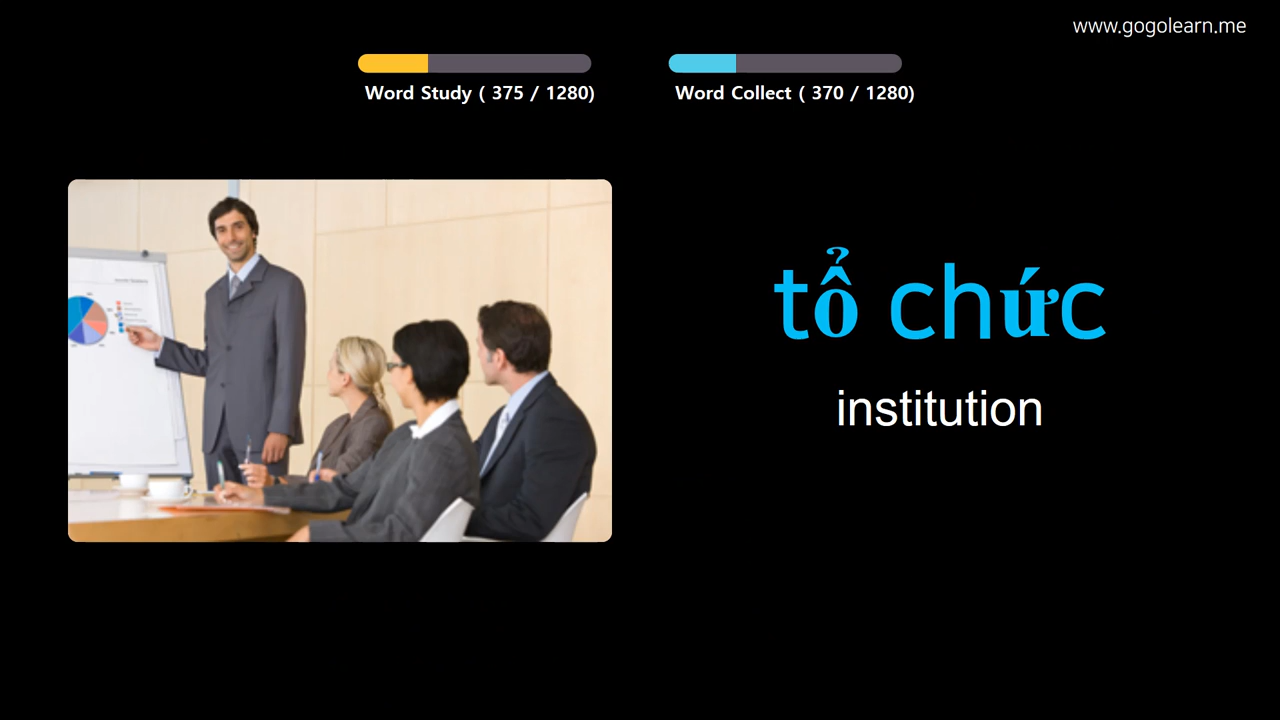 www.gogolearn.me
Word Study ( 375 / 1280)
Word Collect ( 370 / 1280)
tổ chức
institution